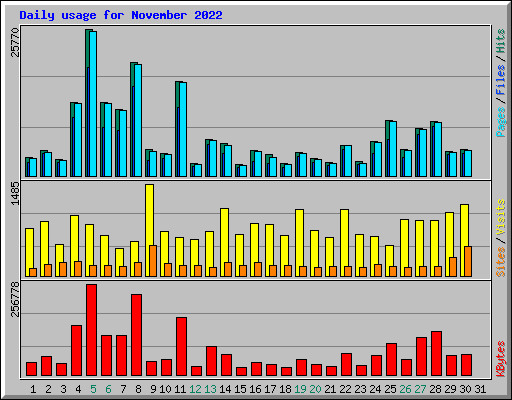 Daily usage for November 2022
25770
Pages / Files / Hits
1485
Sites / Visits
256778
KBytes
1 2 3 4 5 6 7 8 9 10 11 12 13 14 15 16 17 18 19 20 21 22 23 24 25 26 27 28 29 30 31